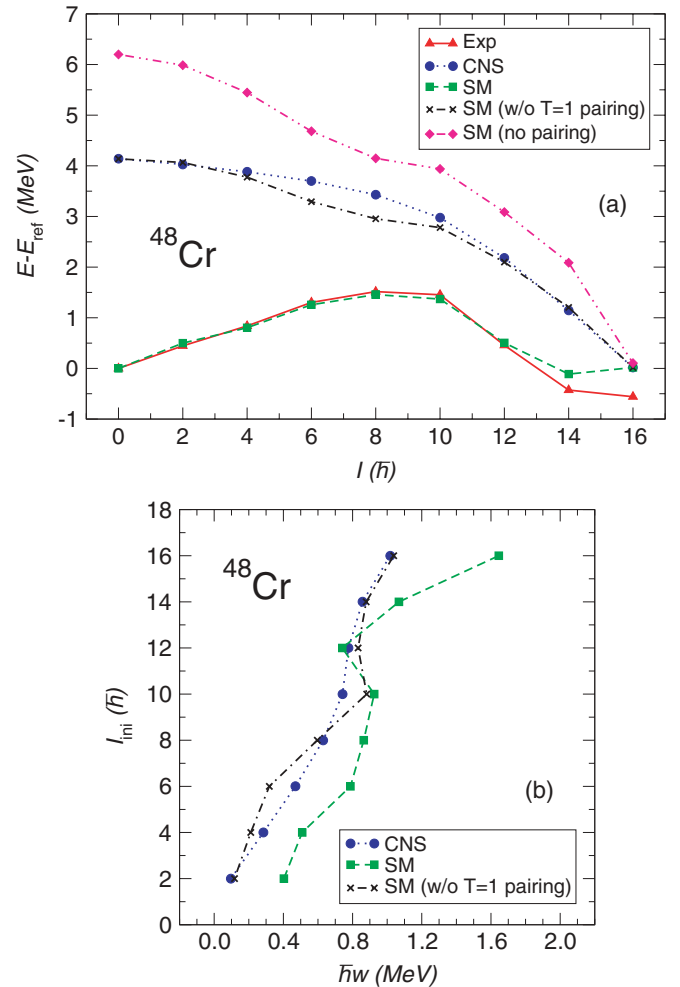 7
6
5
4
3
2
1
0
-1
E-E_ref (MeV)
Exp
CNS
SM
SM (w/o T=1 pairing)
SM (no pairing)
(a)
⁴⁸Cr
0 2 4 6 8 10 12 14 16
I (ħ)
18
16
14
12
10
8
6
4
2
0
I_ini (ħ)
⁴⁸Cr
(b)
CNS
SM
SM (w/o T=1 pairing)
0.0 0.4 0.8 1.2 1.6 2.0
ħw (MeV)